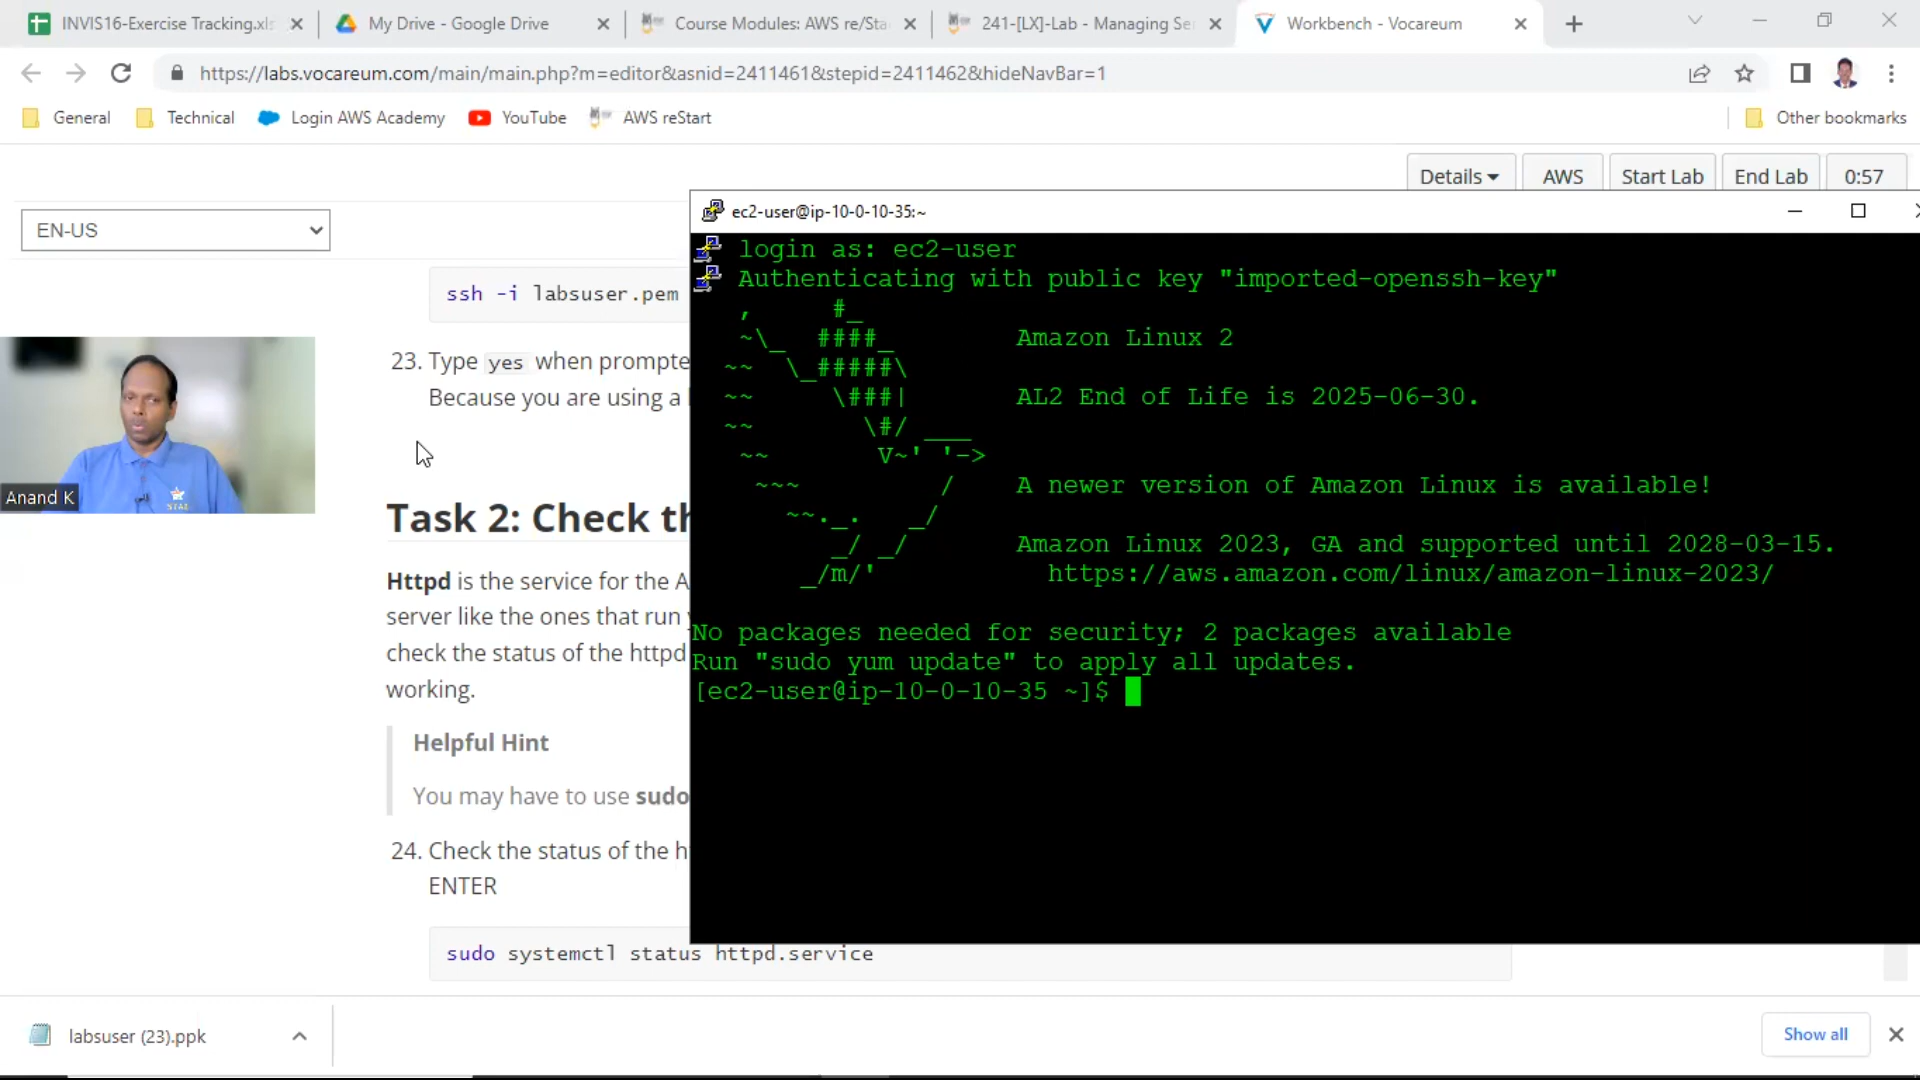 INVIS16-Exercise Tracking.xls
My Drive - Google Drive
Course Modules: AWS re/Sta
241-[LX]-Lab - Managing Se
Workbench - Vocareum
https://labs.vocareum.com/main/main.php?m=editor&asnid=2411461&stepid=2411462&hideNavBar=1
General
Technical
Login AWS Academy
YouTube
AWS reStart
Other bookmarks
Details
AWS
Start Lab
End Lab
0:57
EN-US
ssh -i labsuser.pem
23. Type yes when prompte
Because you are using a
Anand K
Task 2: Check th
Httpd is the service for the A
server like the ones that run
check the status of the httpd
working.
Helpful Hint
You may have to use sudo
24. Check the status of the h
ENTER
sudo systemctl status httpd.service
ec2-user@ip-10-0-10-35:~
login as: ec2-user
Authenticating with public key "imported-openssh-key"
   ,     #_
   ~\_  ####_        Amazon Linux 2
  ~~  \_#####\
  ~~     \###|       AL2 End of Life is 2025-06-30.
  ~~       \#/ ___
   ~~       V~' '->
    ~~~         /    A newer version of Amazon Linux is available!
      ~~._.   _/
         _/ _/       Amazon Linux 2023, GA and supported until 2028-03-15.
       _/m/'           https://aws.amazon.com/linux/amazon-linux-2023/
No packages needed for security; 2 packages available
Run "sudo yum update" to apply all updates.
[ec2-user@ip-10-0-10-35 ~]$
labsuser (23).ppk
Show all